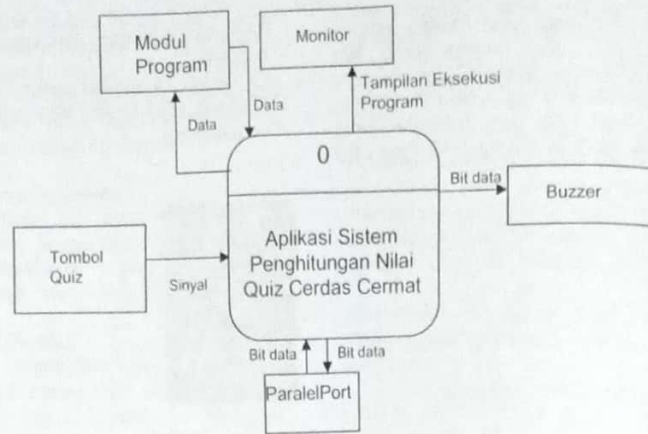 Modul
Program
Monitor
Tampilan Eksekusi
Program
Data
Data
0
Bit data
Buzzer
Tombol
Quiz
Sinyal
Aplikasi Sistem
Penghitungan Nilai
Quiz Cerdas Cermat
Bit data
Bit data
ParalelPort